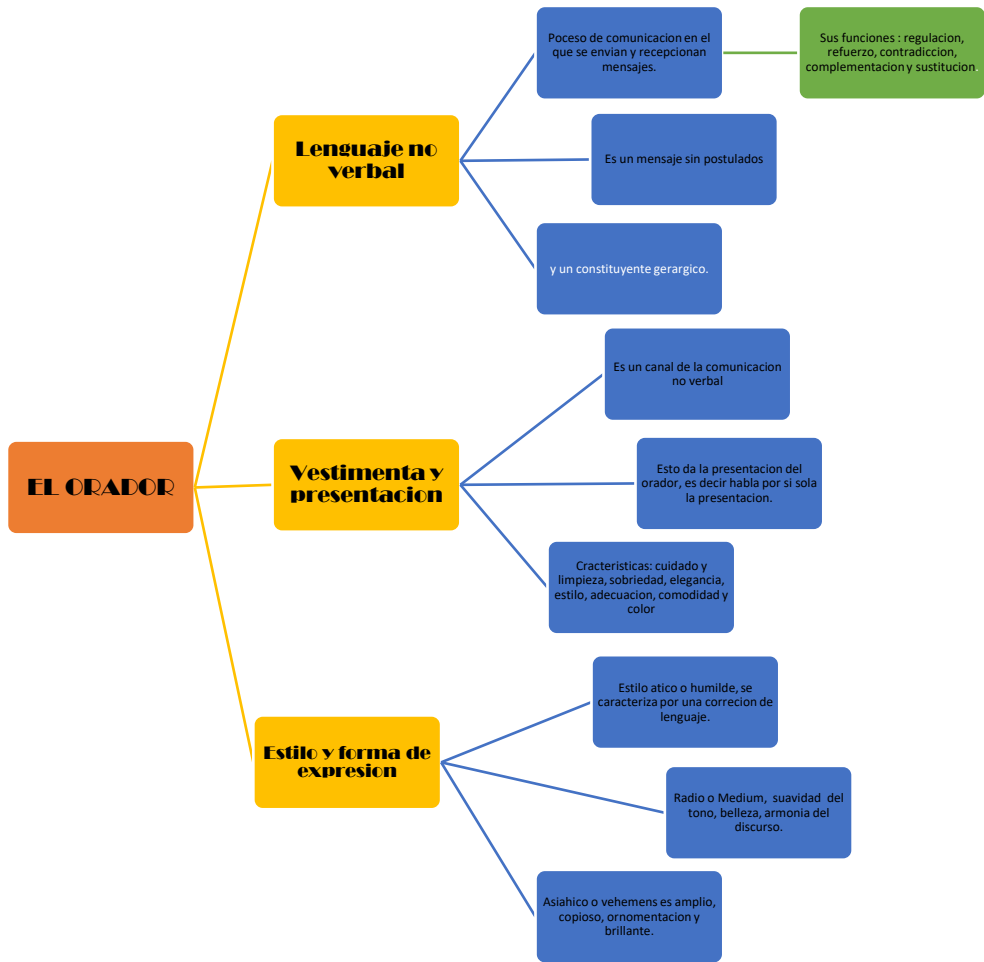 EL ORADOR
Lenguaje no
verbal
Poceso de comunicacion en el
que se envian y recepcionan
mensajes.
Sus funciones : regulacion,
refuerzo, contradiccion,
complementacion y sustitucion.
Es un mensaje sin postulados
y un constituyente gerargico.
Vestimenta y
presentacion
Es un canal de la comunicacion
no verbal
Esto da la presentacion del
orador, es decir habla por si sola
la presentacion.
Cracteristicas: cuidado y
limpieza, sobriedad, elegancia,
estilo, adecuacion, comodidad y
color
Estilo y forma de
expresion
Estilo atico o humilde, se
caracteriza por una correcion de
lenguaje.
Radio o Medium, suavidad del
tono, belleza, armonia del
discurso.
Asiahico o vehemens es amplio,
copioso, ornomentacion y
brillante.